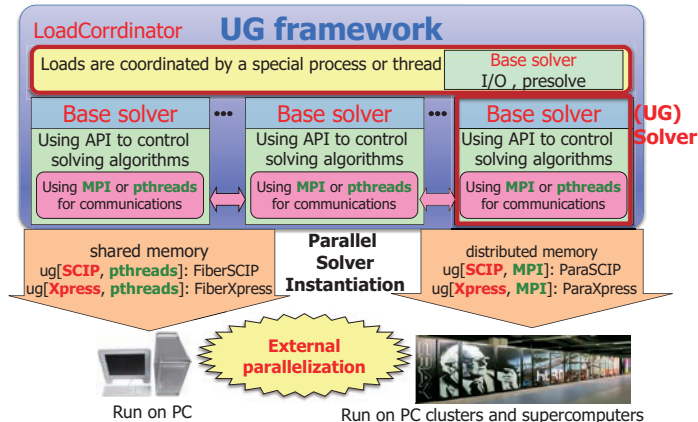 LoadCorrdinator
UG framework
Loads are coordinated by a special process or thread
Base solver
I/O , presolve
Base solver
Using API to control
solving algorithms
Using MPI or pthreads
for communications
•••
Base solver
Using API to control
solving algorithms
Using MPI or pthreads
for communications
•••
Base solver
Using API to control
solving algorithms
Using MPI or pthreads
for communications
(UG)
Solver
shared memory
ug[SCIP, pthreads]: FiberSCIP
ug[Xpress, pthreads]: FiberXpress
Parallel
Solver
Instantiation
distributed memory
ug[SCIP, MPI]: ParaSCIP
ug[Xpress, MPI]: ParaXpress
External
parallelization
Run on PC
Run on PC clusters and supercomputers